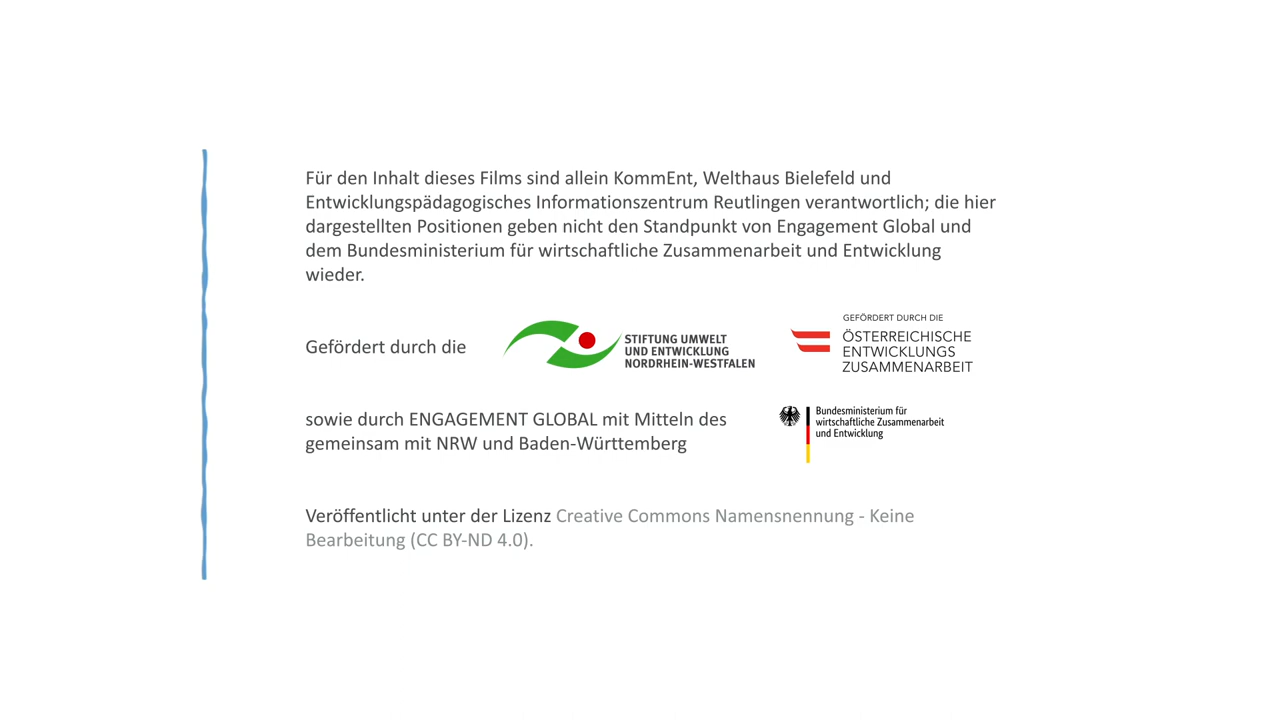 Für den Inhalt dieses Films sind allein KommEnt, Welthaus Bielefeld und
Entwicklungspädagogisches Informationszentrum Reutlingen verantwortlich; die hier
dargestellten Positionen geben nicht den Standpunkt von Engagement Global und
dem Bundesministerium für wirtschaftliche Zusammenarbeit und Entwicklung
wieder.
Gefördert durch die
STIFTUNG UMWELT
UND ENTWICKLUNG
NORDRHEIN-WESTFALEN
GEFÖRDERT DURCH DIE
ÖSTERREICHISCHE
ENTWICKLUNGS
ZUSAMMENARBEIT
sowie durch ENGAGEMENT GLOBAL mit Mitteln des
gemeinsam mit NRW und Baden-Württemberg
Bundesministerium für
wirtschaftliche Zusammenarbeit
und Entwicklung
Veröffentlicht unter der Lizenz Creative Commons Namensnennung - Keine
Bearbeitung (CC BY-ND 4.0).